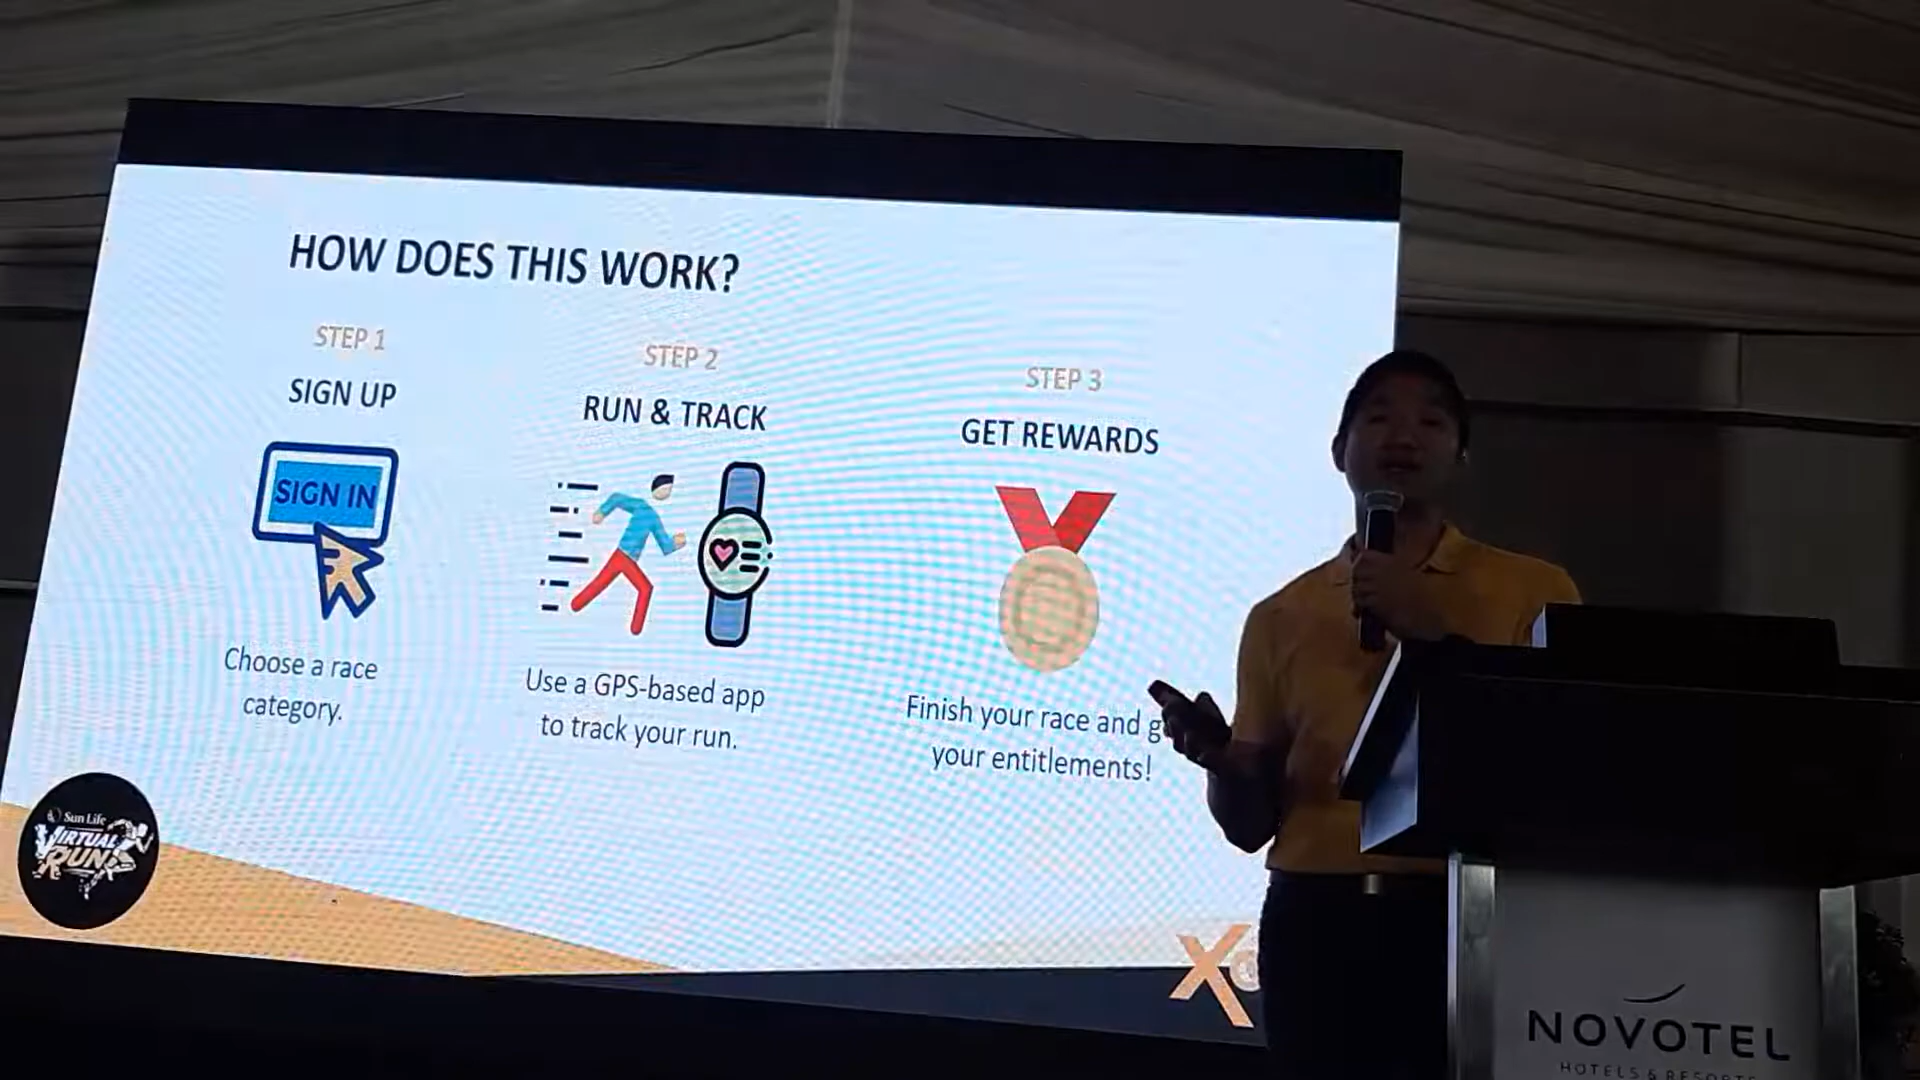 HOW DOES THIS WORK?
STEP 1
SIGN UP
SIGN IN
Choose a race
category.
STEP 2
RUN & TRACK
Use a GPS-based app
to track your run.
STEP 3
GET REWARDS
Finish your race and g
your entitlements!
Sun Life
VIRTUAL
RUN
X
NOVOTEL
HOTELS & RESORTS